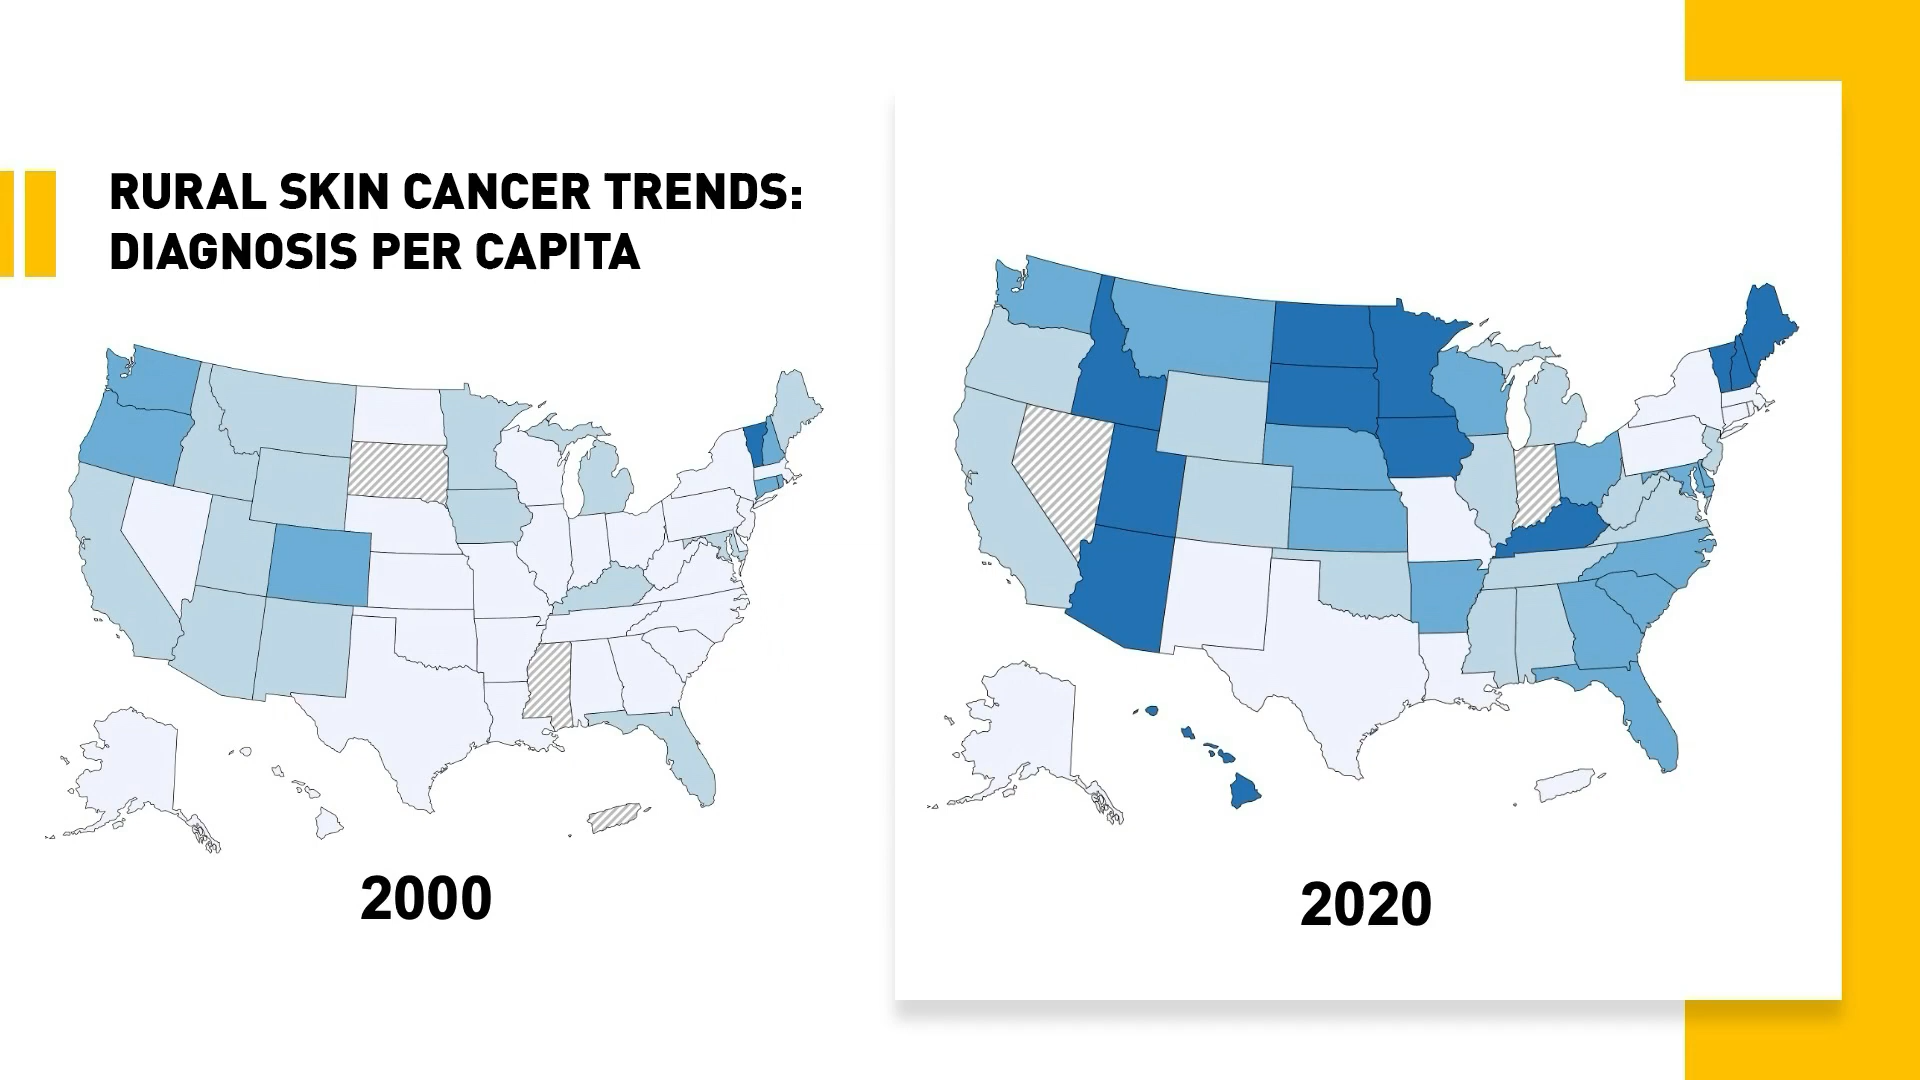 RURAL SKIN CANCER TRENDS:
DIAGNOSIS PER CAPITA
2000
2020